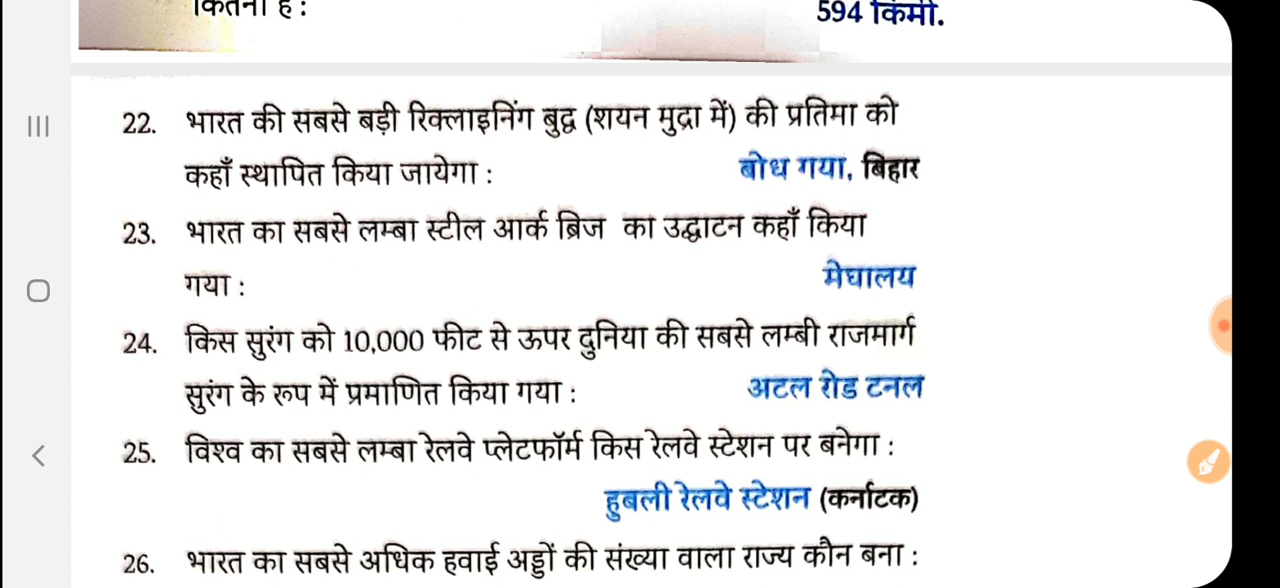 कितनी है :
594 किमी.
22. भारत की सबसे बड़ी रिक्लाइनिंग बुद्ध (शयन मुद्रा में) की प्रतिमा को
कहाँ स्थापित किया जायेगा : बोध गया, बिहार
23. भारत का सबसे लम्बा स्टील आर्क ब्रिज का उद्घाटन कहाँ किया
गया : मेघालय
24. किस सुरंग को 10,000 फीट से ऊपर दुनिया की सबसे लम्बी राजमार्ग
सुरंग के रूप में प्रमाणित किया गया : अटल रोड टनल
25. विश्व का सबसे लम्बा रेलवे प्लेटफॉर्म किस रेलवे स्टेशन पर बनेगा :
हुबली रेलवे स्टेशन (कर्नाटक)
26. भारत का सबसे अधिक हवाई अड्डों की संख्या वाला राज्य कौन बना :